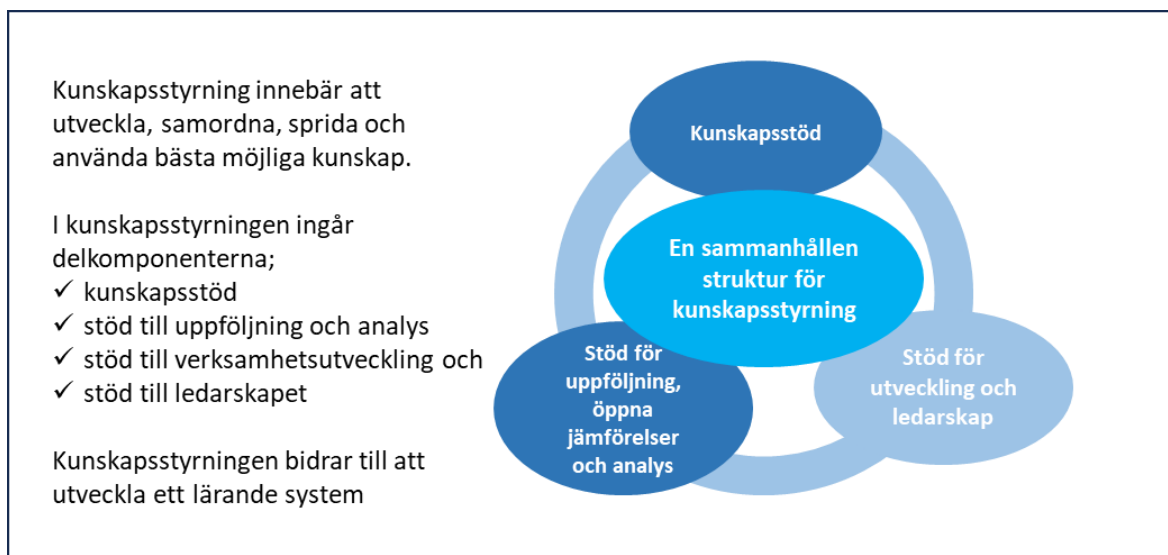 Kunskapsstyrning innebär att
utveckla, samordna, sprida och
använda bästa möjliga kunskap.
I kunskapsstyrningen ingår
delkomponenterna;
✓ kunskapsstöd
✓ stöd till uppföljning och analys
✓ stöd till verksamhetsutveckling och
✓ stöd till ledarskapet
Kunskapsstyrningen bidrar till att
utveckla ett lärande system
Kunskapsstöd
En sammanhållen
struktur för
kunskapsstyrning
Stöd för
uppföljning,
öppna
jämförelser
och analys
Stöd för
utveckling och
ledarskap